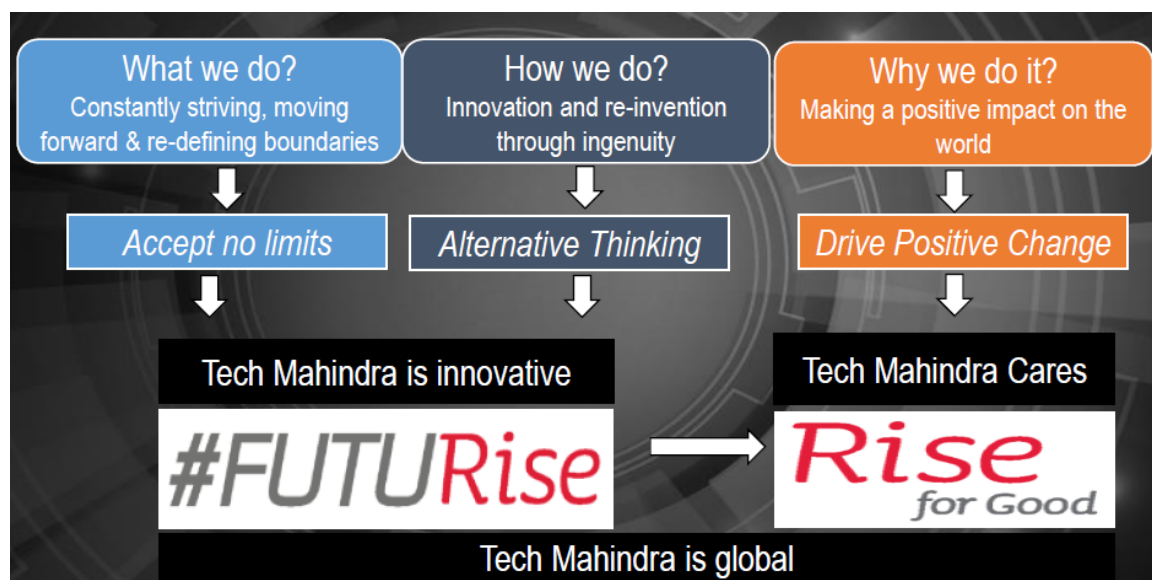 What we do?
Constantly striving, moving
forward & re-defining boundaries
How we do?
Innovation and re-invention
through ingenuity
Why we do it?
Making a positive impact on the
world
Accept no limits
Alternative Thinking
Drive Positive Change
Tech Mahindra is innovative
Tech Mahindra Cares
#FUTURise
Rise
for Good
Tech Mahindra is global